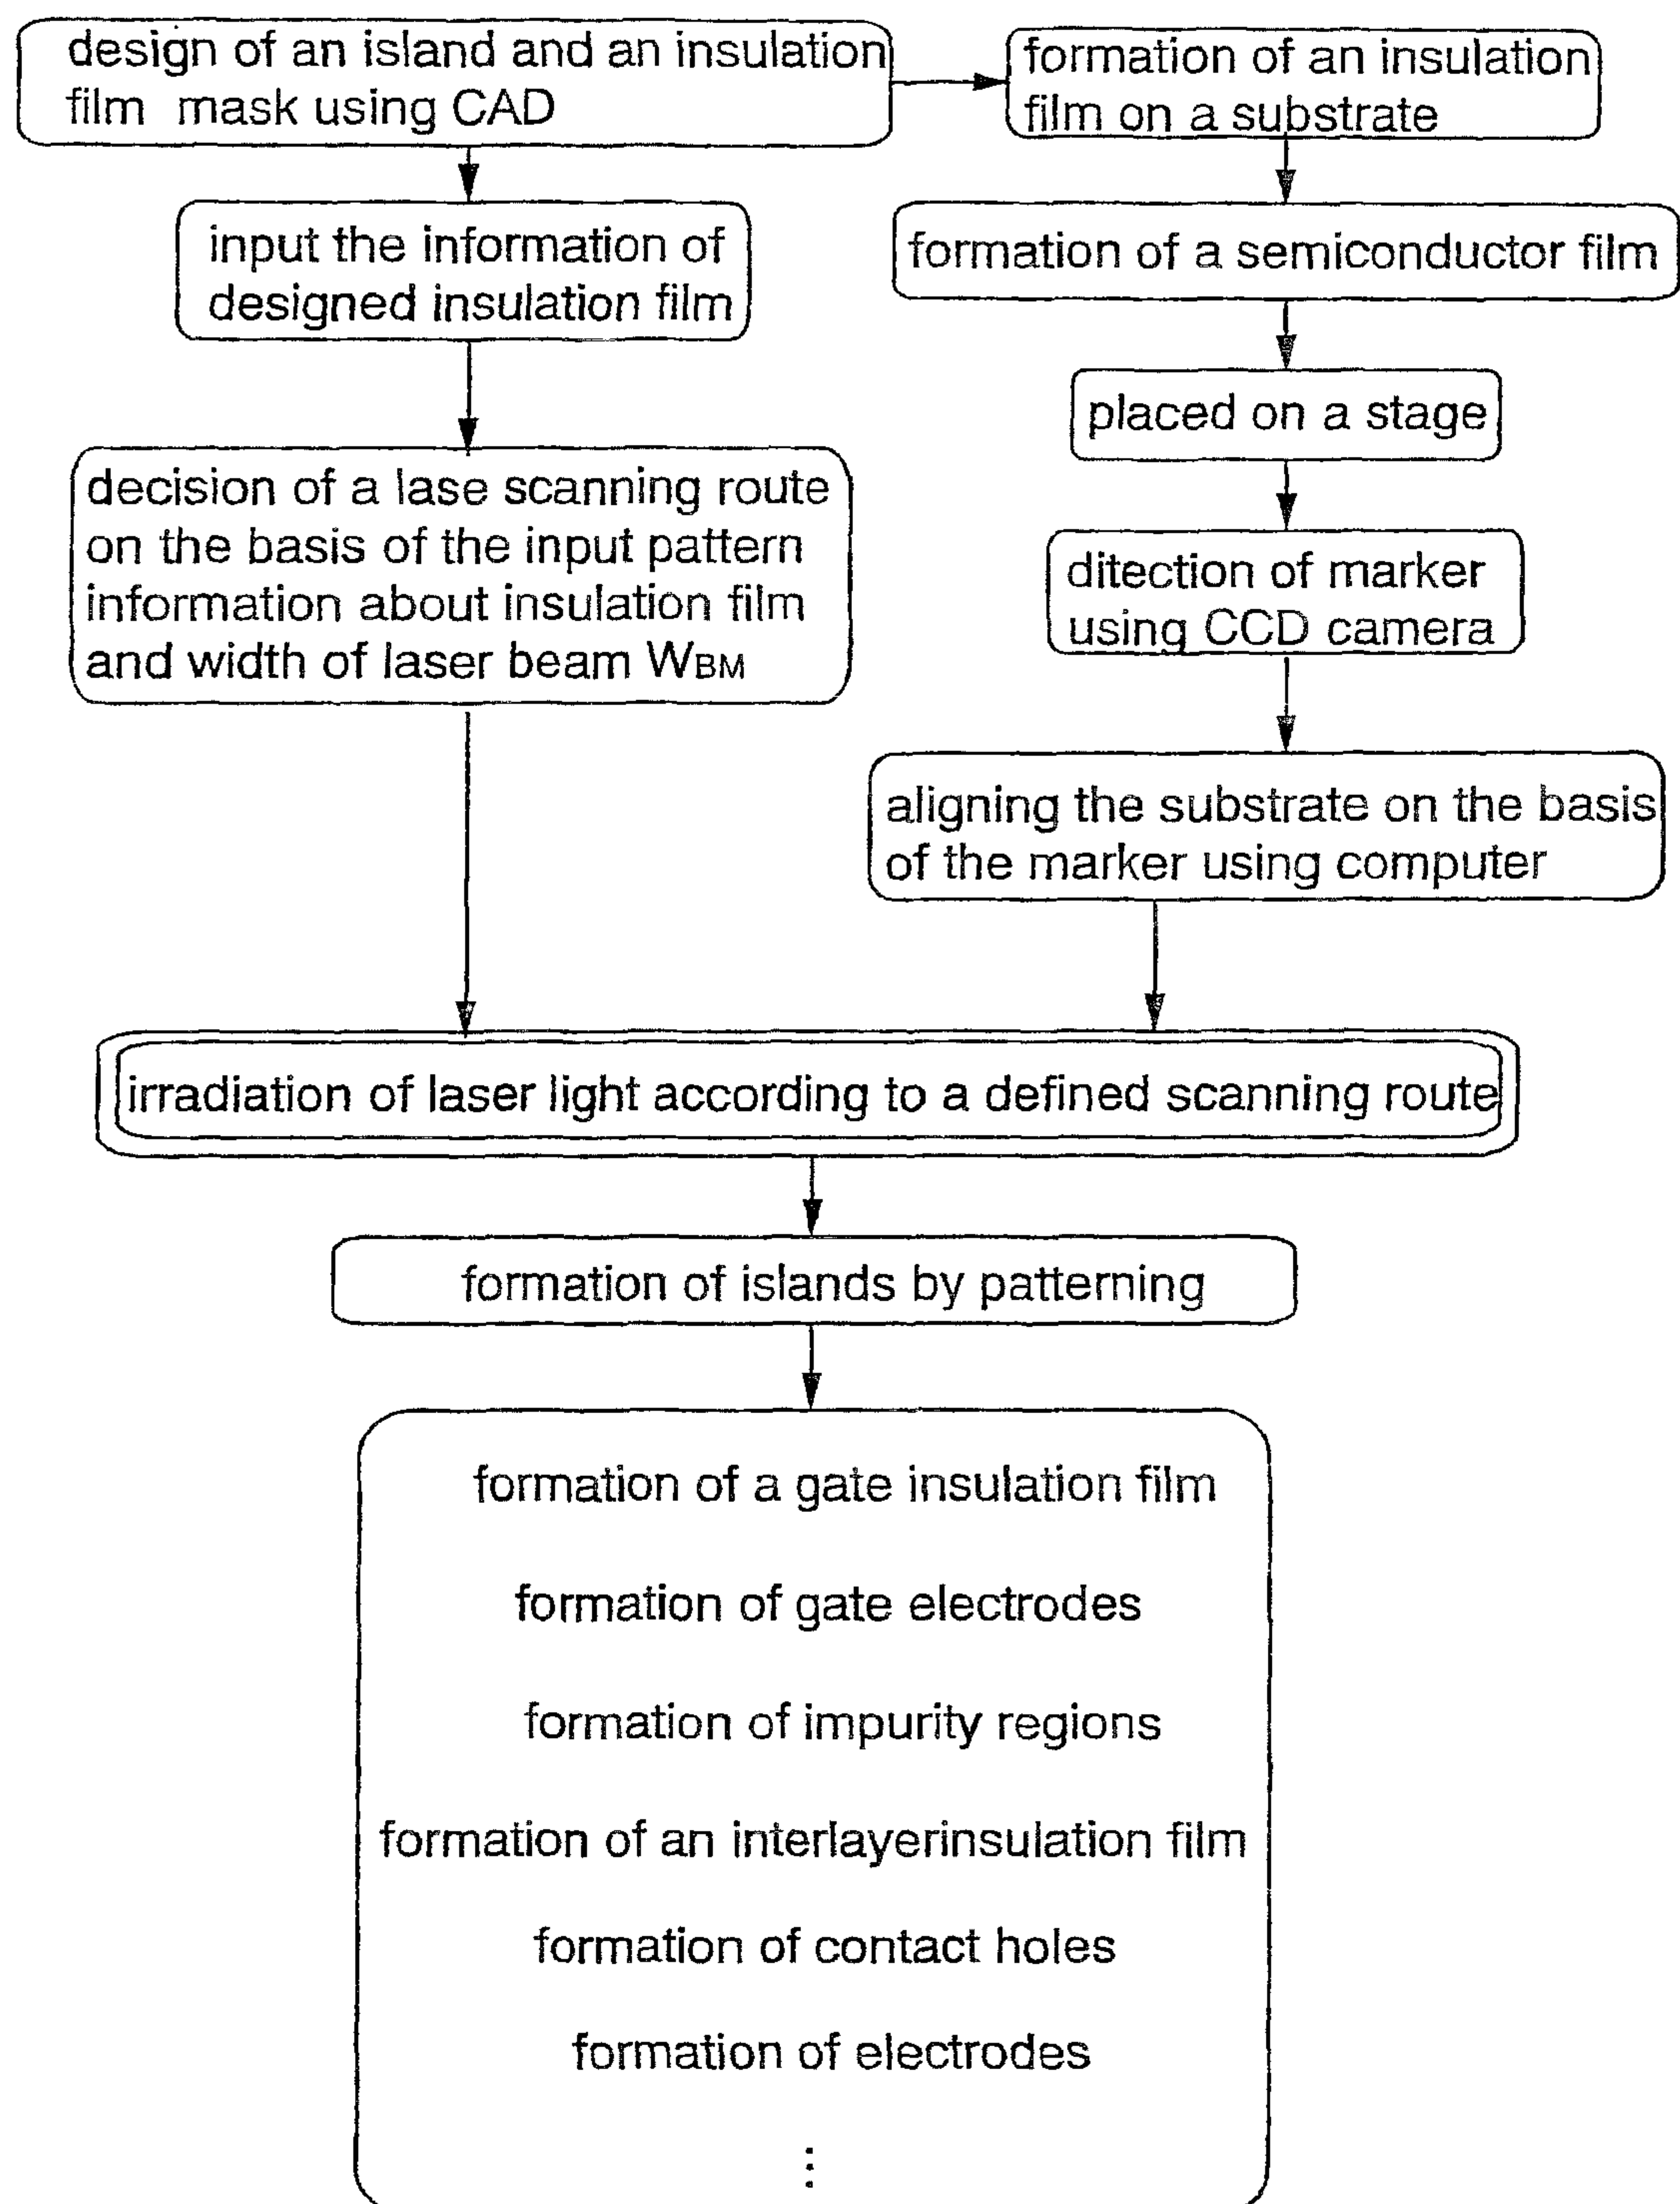 design of an island and an insulation
film mask using CAD
formation of an insulation
film on a substrate
input the information of
designed insulation film
formation of a semiconductor film
placed on a stage
decision of a lase scanning route
on the basis of the input pattern
information about insulation film
and width of laser beam WBM
ditection of marker
using CCD camera
aligning the substrate on the basis
of the marker using computer
irradiation of laser light according to a defined scanning route
formation of islands by patterning
formation of a gate insulation film
formation of gate electrodes
formation of impurity regions
formation of an interlayerinsulation film
formation of contact holes
formation of electrodes
⋮